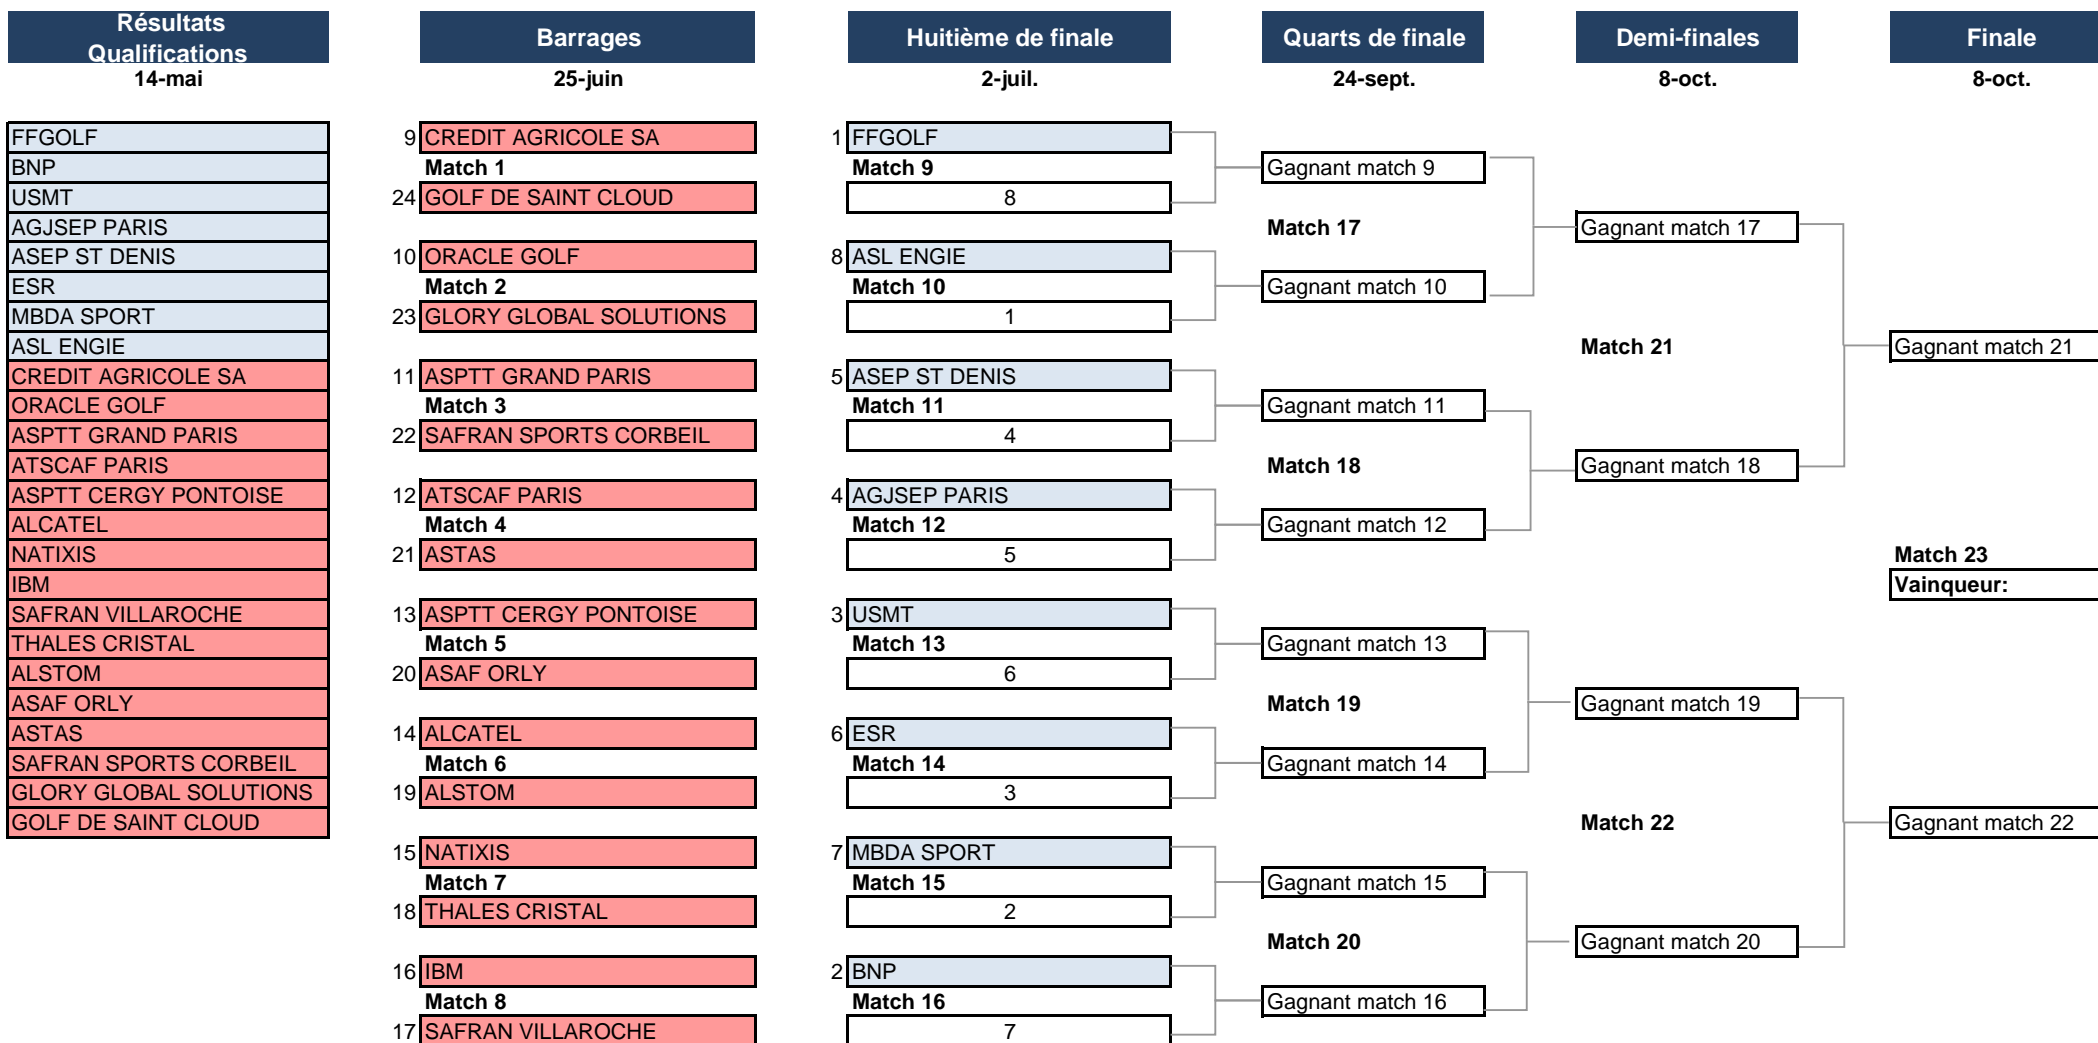 Résultats Qualifications
14-mai
FFGOLF
BNP
USMT
AGJSEP PARIS
ASEP ST DENIS
ESR
MBDA SPORT
ASL ENGIE
CREDIT AGRICOLE SA
ORACLE GOLF
ASPTT GRAND PARIS
ATSCAF PARIS
ASPTT CERGY PONTOISE
ALCATEL
NATIXIS
IBM
SAFRAN VILLAROCHE
THALES CRISTAL
ALSTOM
ASAF ORLY
ASTAS
SAFRAN SPORTS CORBEIL
GLORY GLOBAL SOLUTIONS
GOLF DE SAINT CLOUD
Barrages
25-juin
9 CREDIT AGRICOLE SA
Match 1
24 GOLF DE SAINT CLOUD
10 ORACLE GOLF
Match 2
23 GLORY GLOBAL SOLUTIONS
11 ASPTT GRAND PARIS
Match 3
22 SAFRAN SPORTS CORBEIL
12 ATSCAF PARIS
Match 4
21 ASTAS
13 ASPTT CERGY PONTOISE
Match 5
20 ASAF ORLY
14 ALCATEL
Match 6
19 ALSTOM
15 NATIXIS
Match 7
18 THALES CRISTAL
16 IBM
Match 8
17 SAFRAN VILLAROCHE
Huitième de finale
2-juil.
1 FFGOLF
Match 9
8
8 ASL ENGIE
Match 10
1
5 ASEP ST DENIS
Match 11
4
4 AGJSEP PARIS
Match 12
5
3 USMT
Match 13
6
6 ESR
Match 14
3
7 MBDA SPORT
Match 15
2
2 BNP
Match 16
7
Quarts de finale
24-sept.
Gagnant match 9
Match 17
Gagnant match 10
Gagnant match 11
Match 18
Gagnant match 12
Gagnant match 13
Match 19
Gagnant match 14
Gagnant match 15
Match 20
Gagnant match 16
Demi-finales
8-oct.
Gagnant match 17
Match 21
Gagnant match 18
Gagnant match 19
Match 22
Gagnant match 20
Finale
8-oct.
Gagnant match 21
Match 23
Vainqueur:
Gagnant match 22